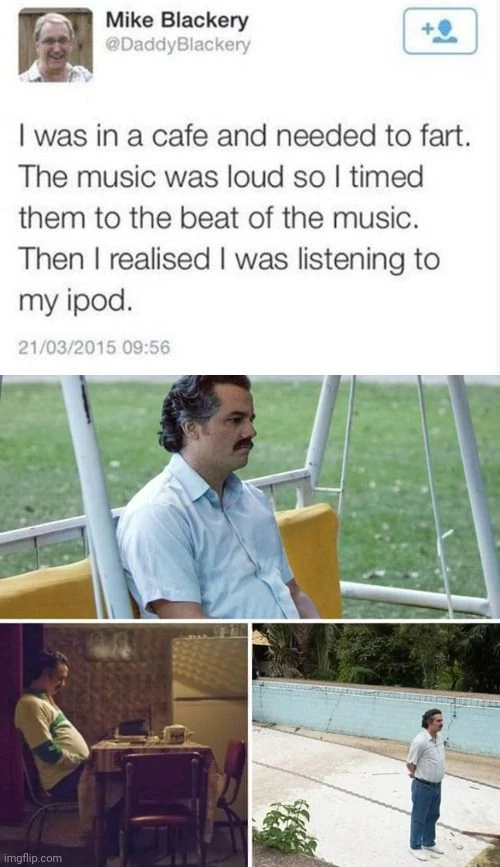 Mike Blackery
@DaddyBlackery
I was in a cafe and needed to fart.
The music was loud so I timed
them to the beat of the music.
Then I realised I was listening to
my ipod.
21/03/2015 09:56
imgflip.com